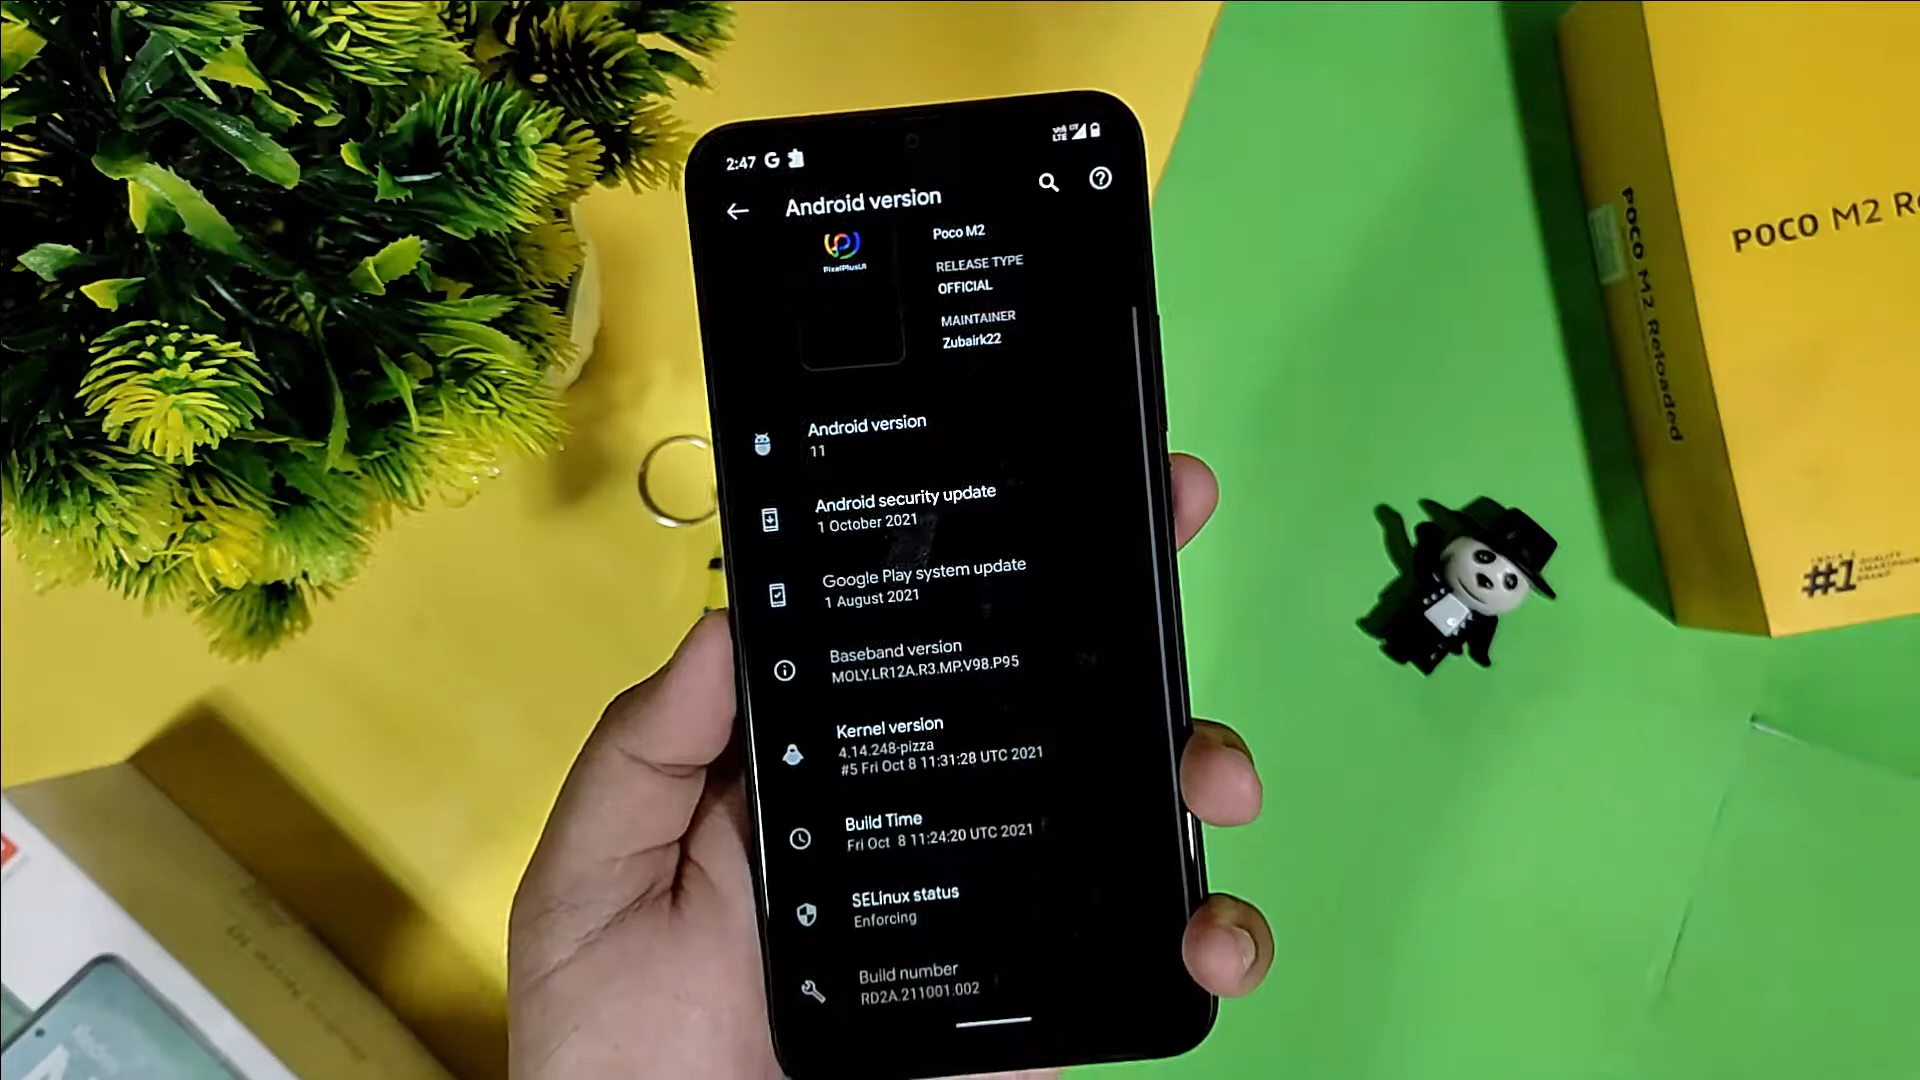 2:47
Vo LTE
Android version
PixelPlusUI
Poco M2
RELEASE TYPE
OFFICIAL
MAINTAINER
Zubairk22
Android version
11
Android security update
1 October 2021
Google Play system update
1 August 2021
Baseband version
MOLY.LR12A.R3.MP.V98.P95
Kernel version
4.14.248-pizza
#5 Fri Oct 8 11:31:28 UTC 2021
Build Time
Fri Oct 8 11:24:20 UTC 2021
SELinux status
Enforcing
Build number
RD2A.211001.002
POCO M2 Reloaded
POCO M2 Re
#1